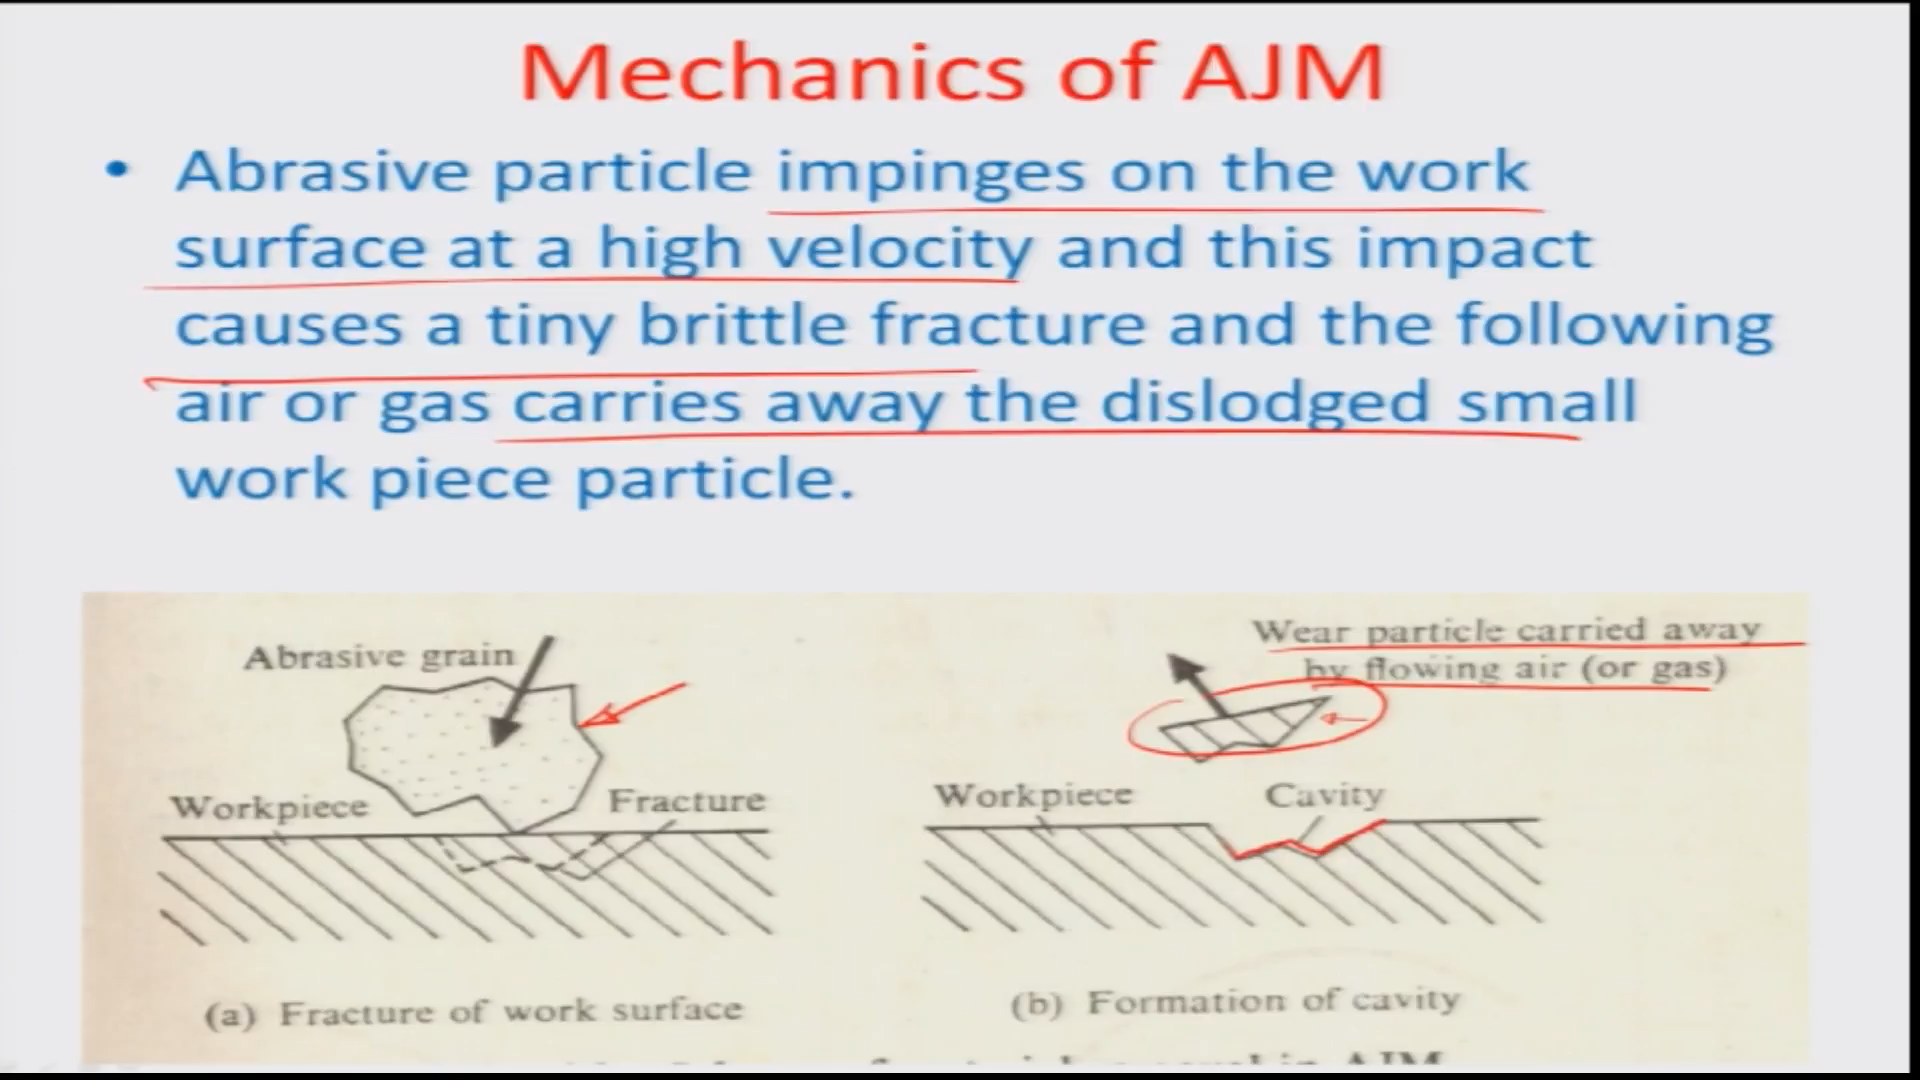 Mechanics of AJM
• Abrasive particle impinges on the work
surface at a high velocity and this impact
causes a tiny brittle fracture and the following
air or gas carries away the dislodged small
work piece particle.
Abrasive grain
Workpiece
Fracture
(a) Fracture of work surface
Wear particle carried away
by flowing air (or gas)
Workpiece
Cavity
(b) Formation of cavity
in AJM